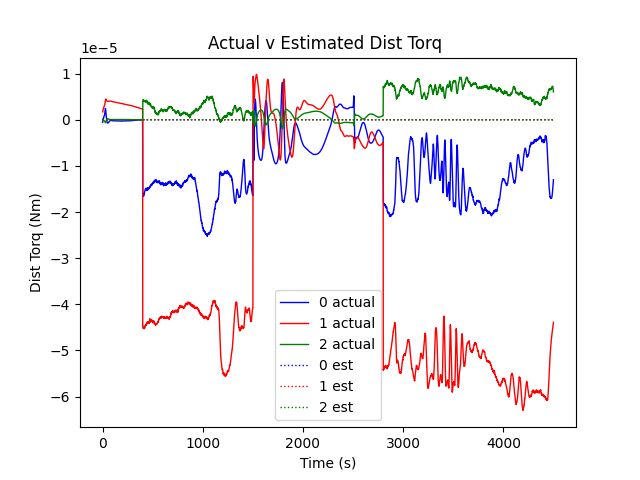 Actual v Estimated Dist Torq
1e−5
1
0
−1
−2
−3
−4
−5
−6
Dist Torq (Nm)
0 actual
1 actual
2 actual
0 est
1 est
2 est
0
1000
2000
3000
4000
Time (s)